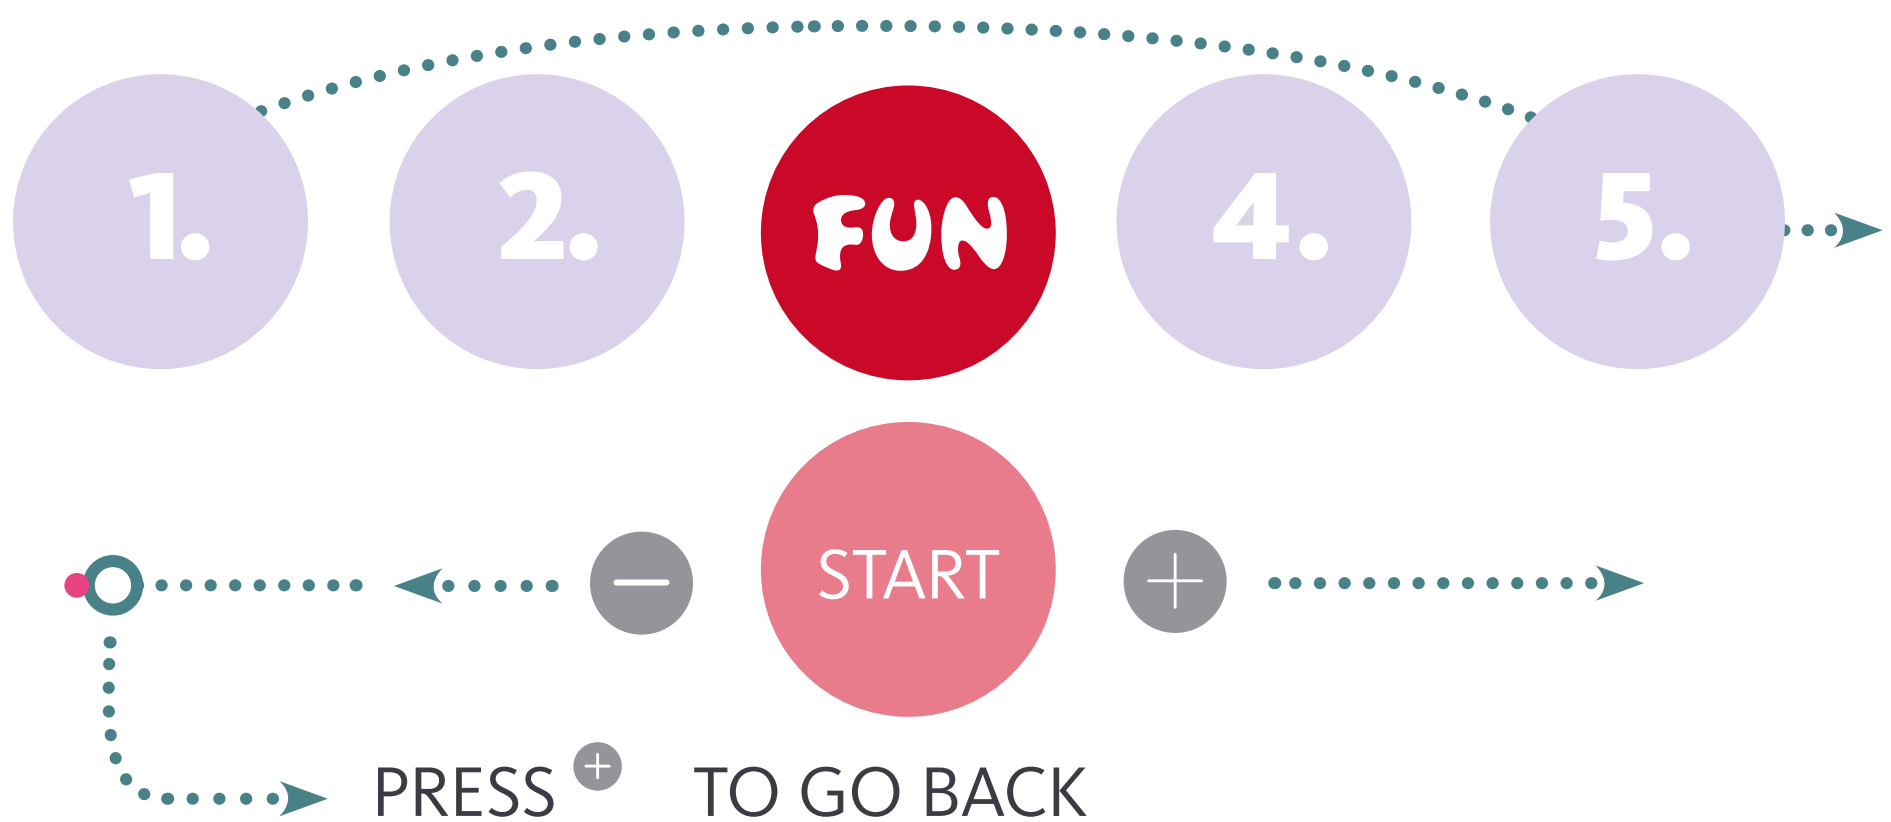 1. 2. FUN 4. 5.
− START +
PRESS + TO GO BACK